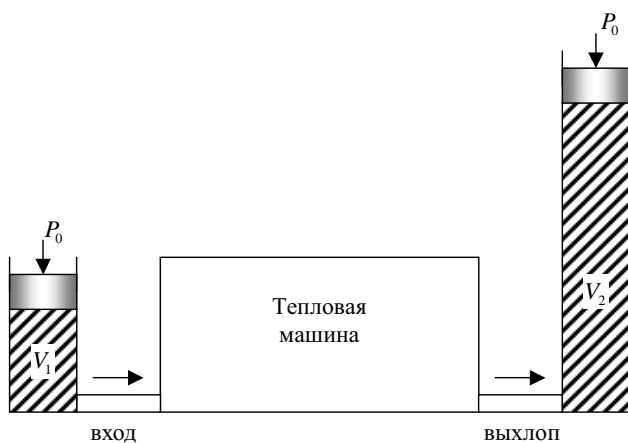 P₀
P₀
V₂
Тепловая
машина
V₁
вход
выхлоп